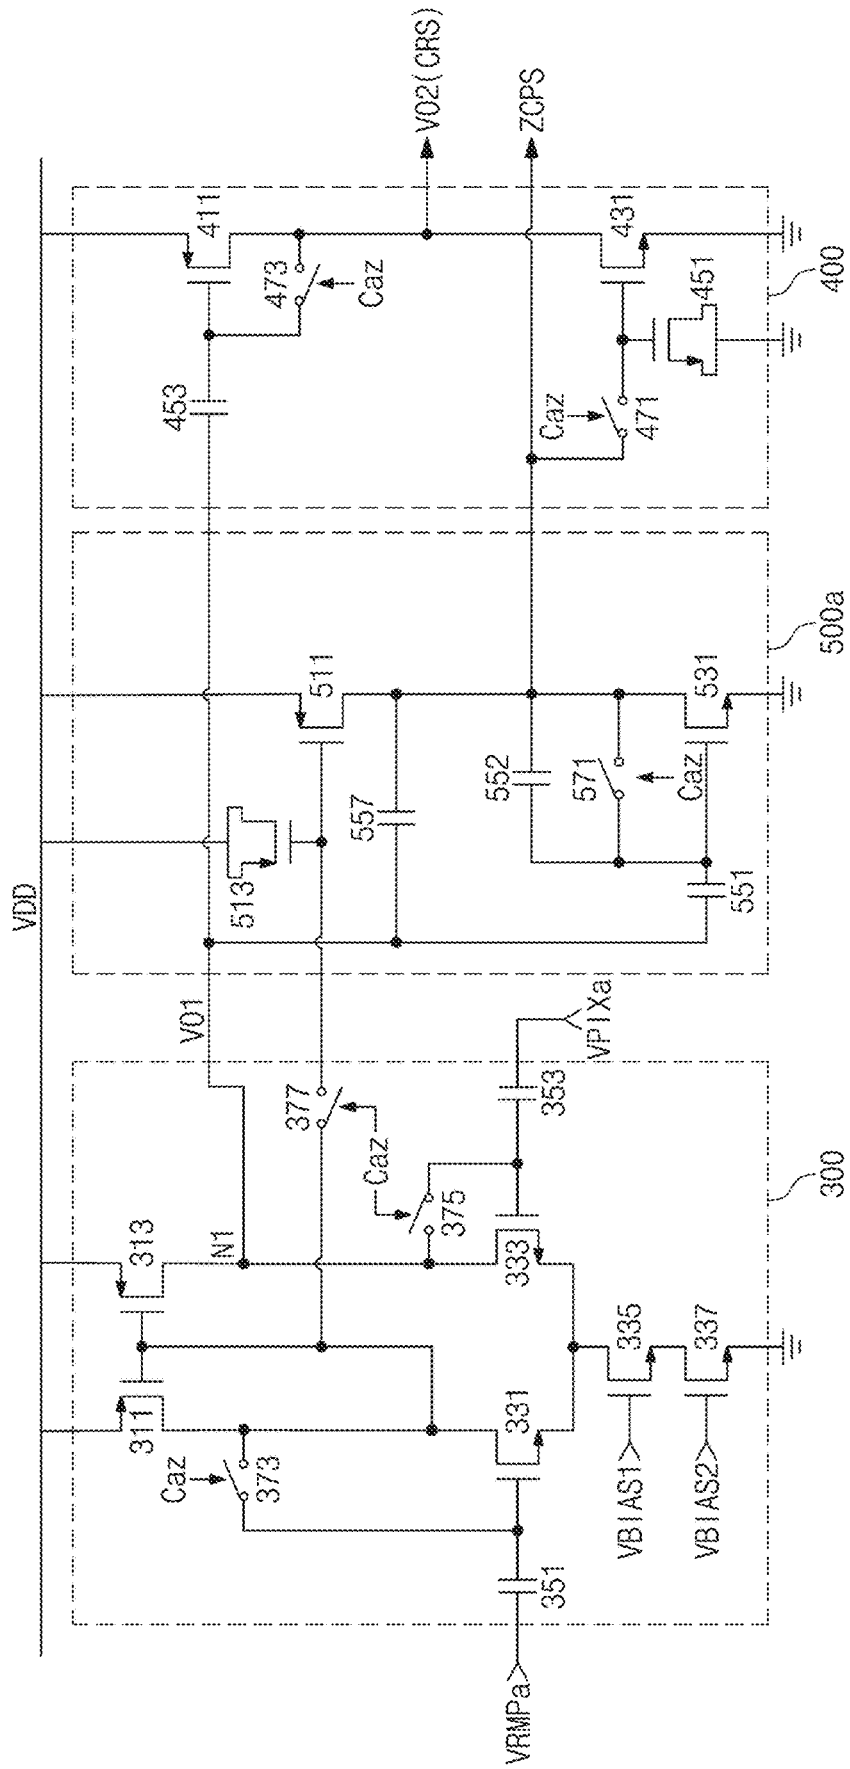 VDD
VRMPa
351
Caz
373
311
331
VBIAS1
VBIAS2
335
337
333
313
N1
375
Caz
377
353
VPIXa
300
VO1
513
511
557
552
571
Caz
551
531
500a
453
411
473
Caz
Caz
471
451
431
400
VO2(CRS)
ZCPS